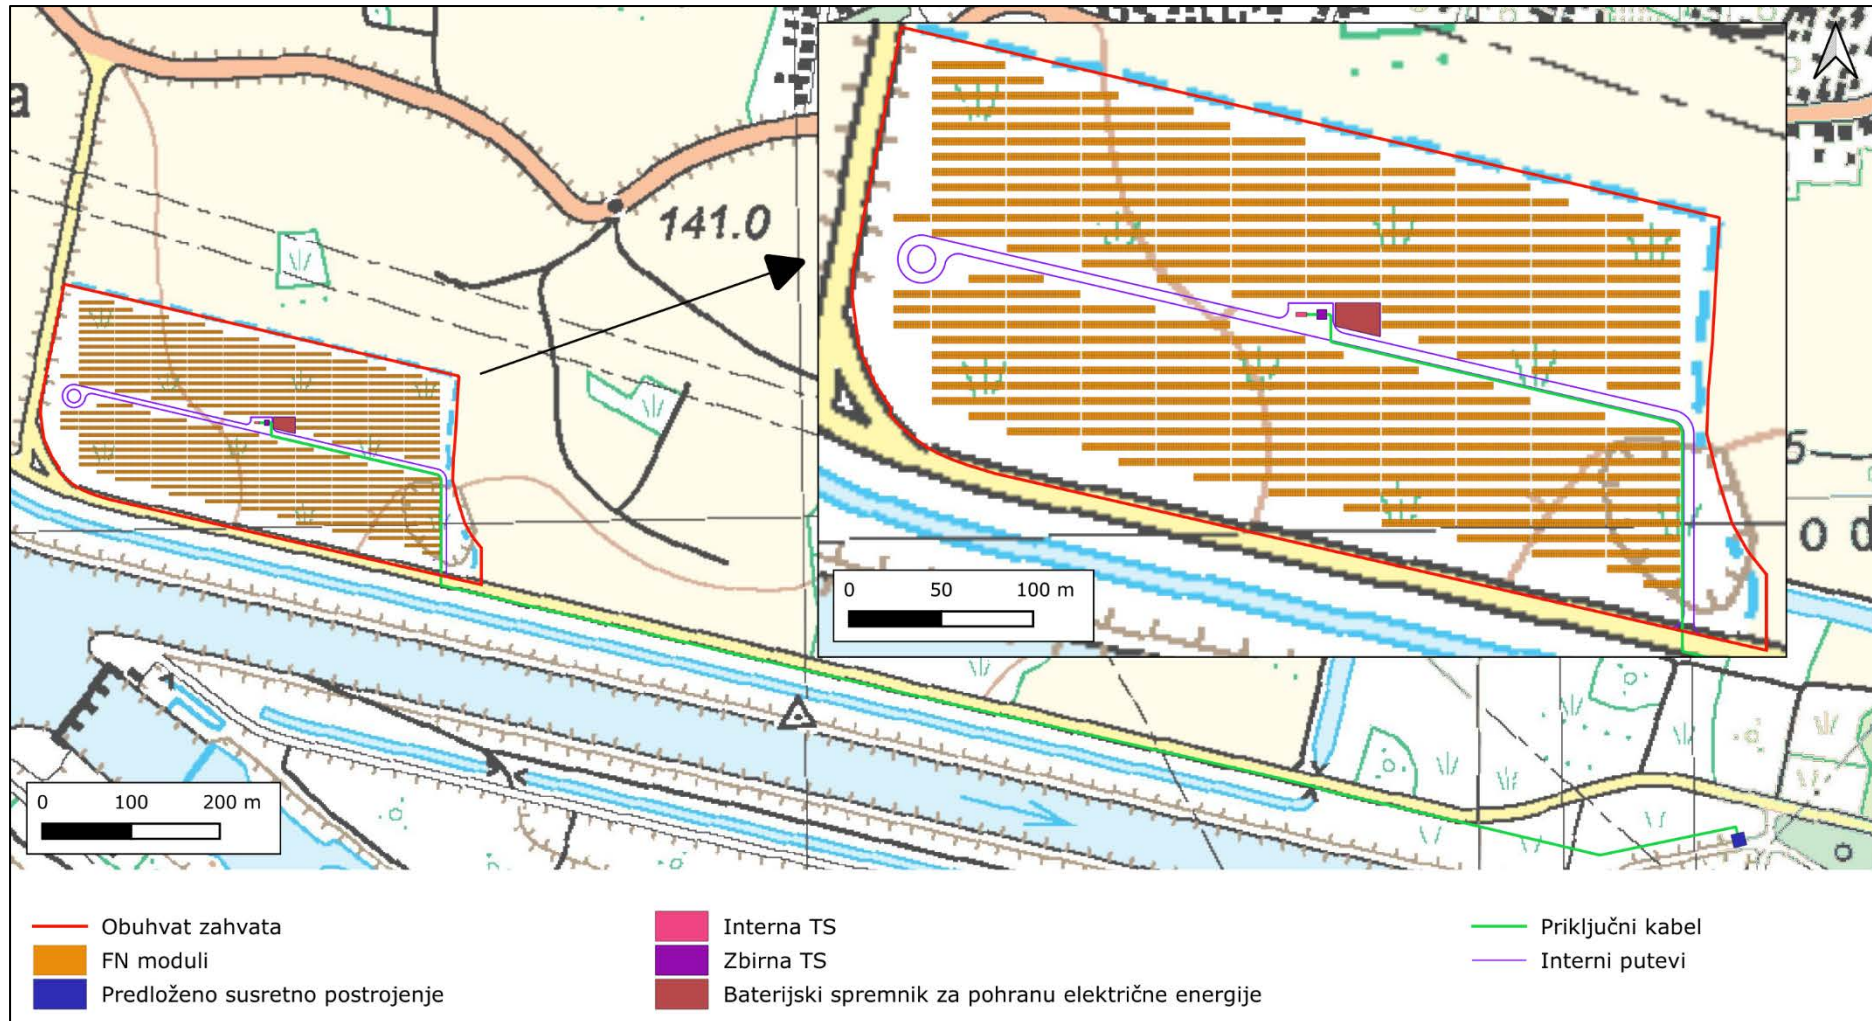 a
141.0
5
o d
0 50 100 m
0 100 200 m
Obuhvat zahvata
FN moduli
Predloženo susretno postrojenje
Interna TS
Zbirna TS
Baterijski spremnik za pohranu električne energije
Priključni kabel
Interni putevi